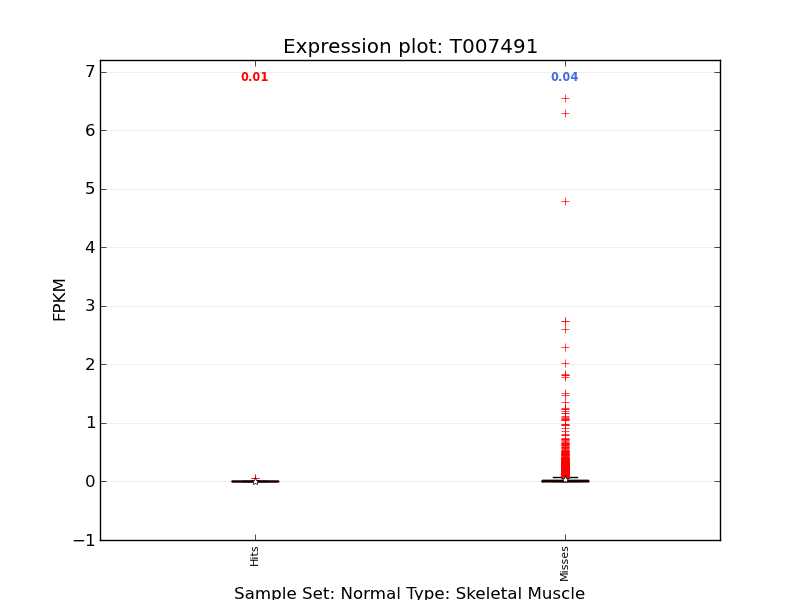 Expression plot: T007491
0.01
0.04
7
6
5
4
3
2
1
0
−1
FPKM
Hits
Misses
Sample Set: Normal Type: Skeletal Muscle